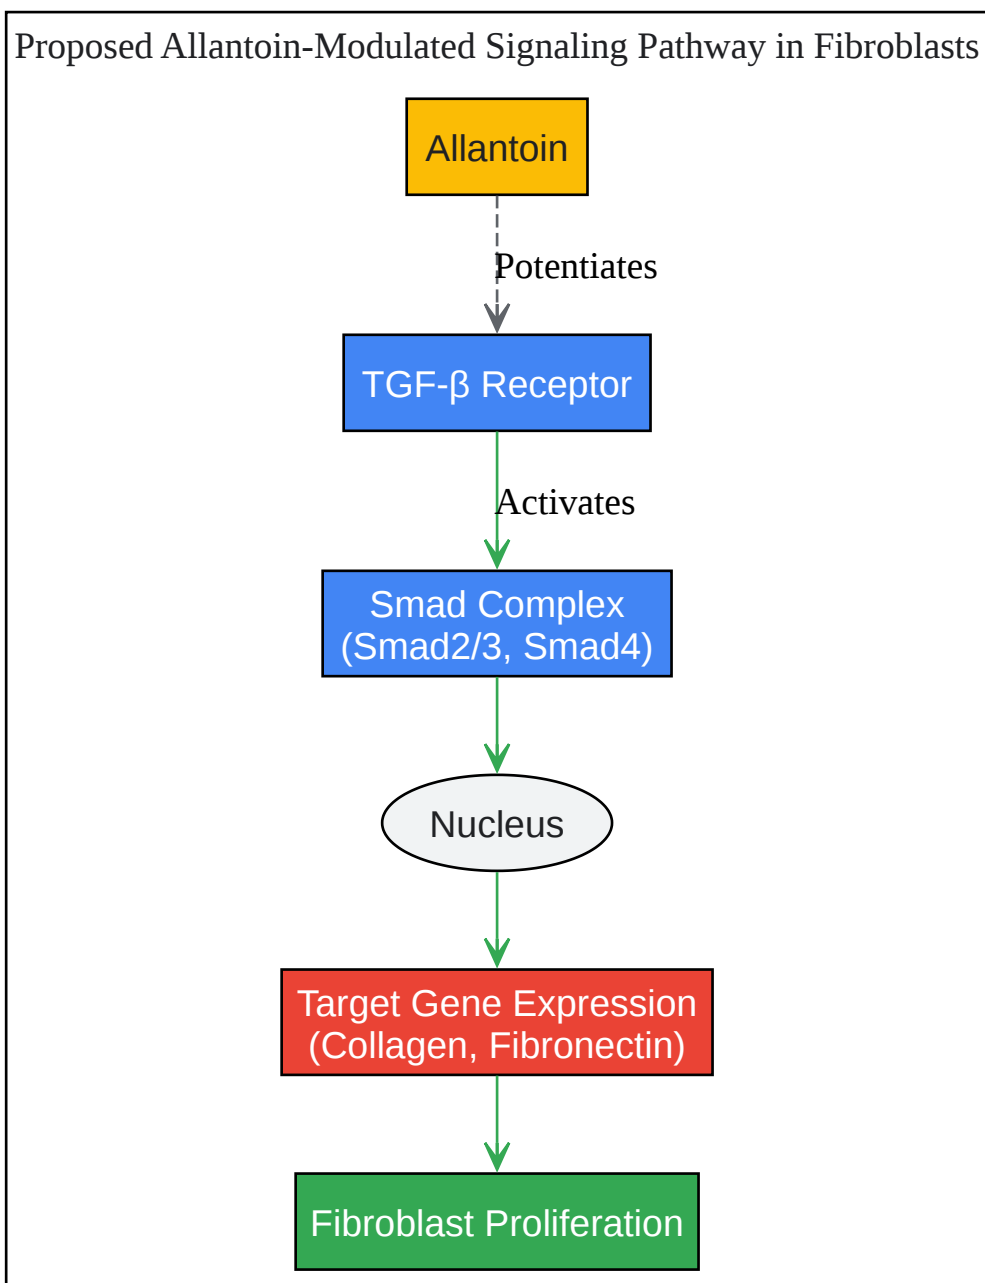 Proposed Allantoin-Modulated Signaling Pathway in Fibroblasts
Allantoin
Potentiates
TGF-β Receptor
Activates
Smad Complex
(Smad2/3, Smad4)
Nucleus
Target Gene Expression
(Collagen, Fibronectin)
Fibroblast Proliferation